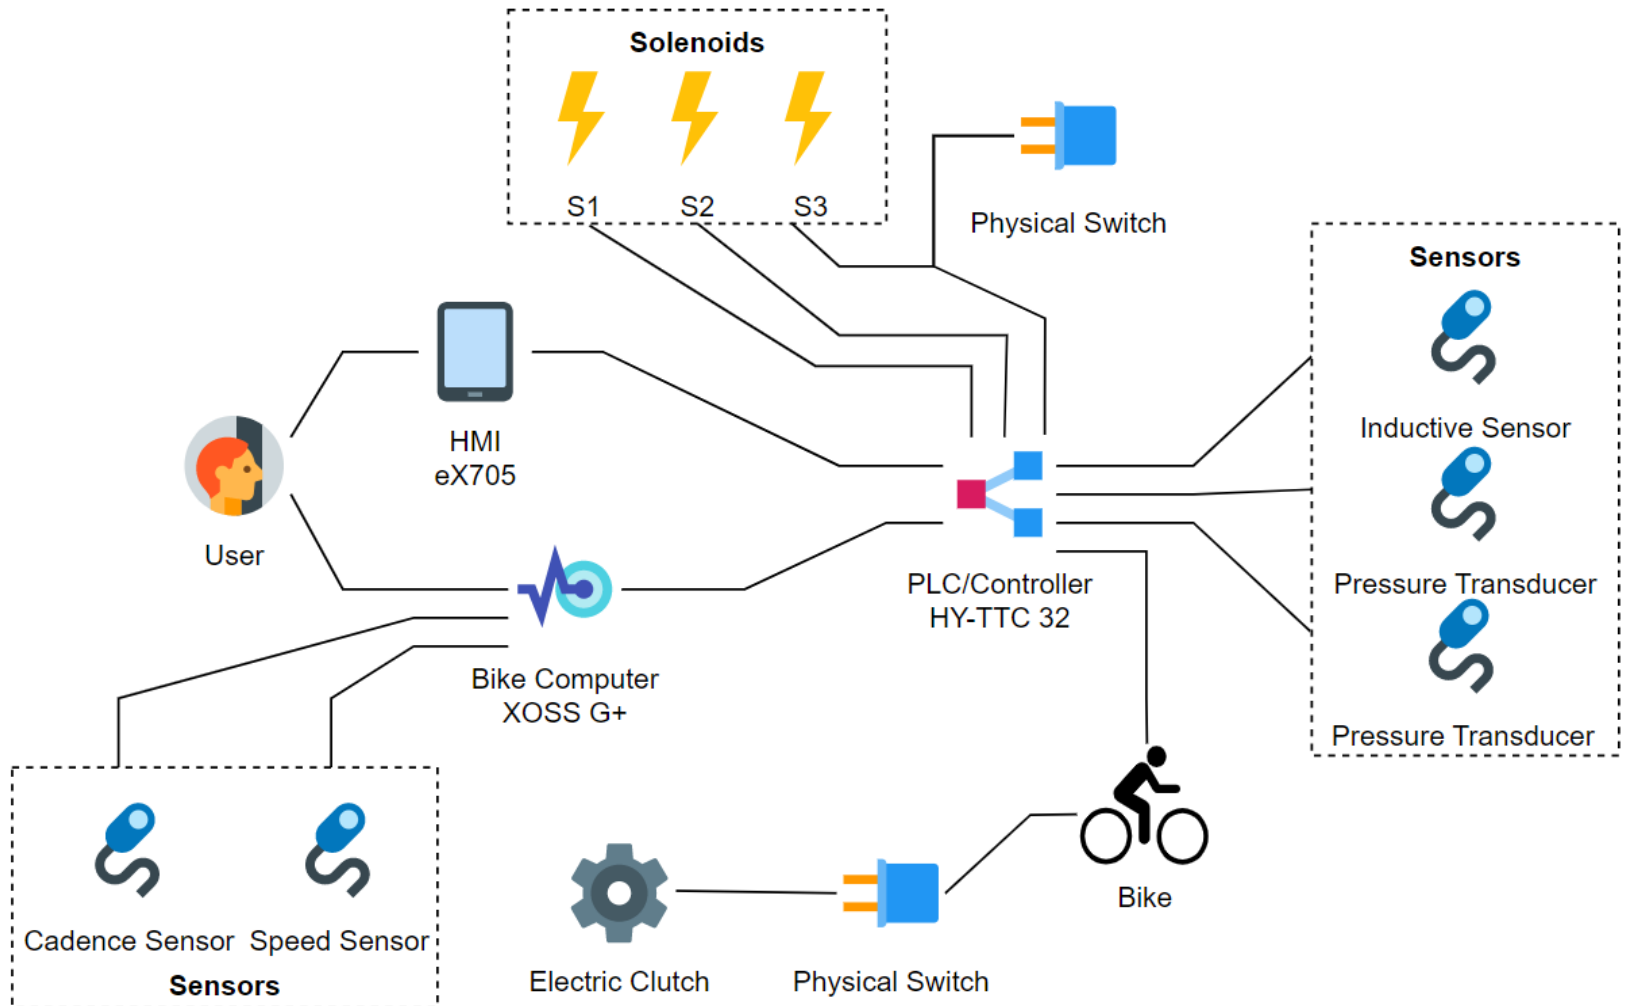 Solenoids
S1 S2 S3
Physical Switch
Sensors
Inductive Sensor
Pressure Transducer
Pressure Transducer
HMI
eX705
User
PLC/Controller
HY-TTC 32
Bike Computer
XOSS G+
Cadence Sensor Speed Sensor
Sensors
Electric Clutch
Physical Switch
Bike